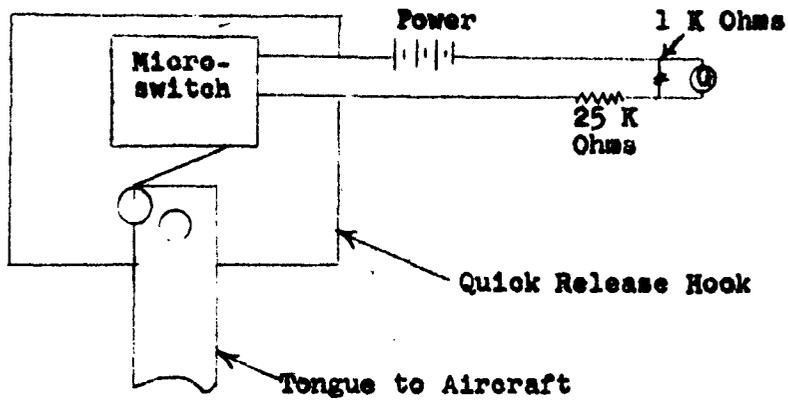 Power
1 K Ohms
Micro-
switch
25 K
Ohms
Quick Release Hook
Tongue to Aircraft